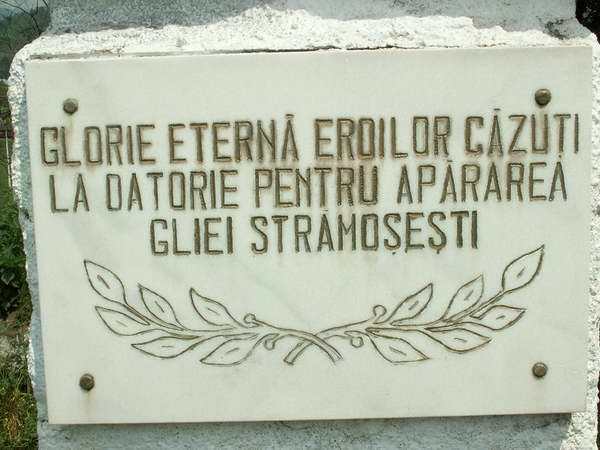 GLORIE ETERNĂ EROILOR CĂZUȚI
LA DATORIE PENTRU APĂRAREA
GLIEI STRĂMOȘEȘTI